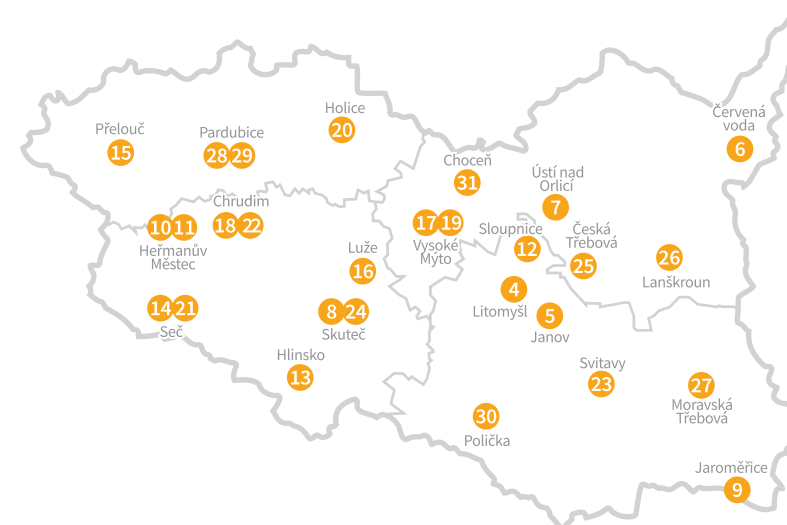 Holice
20
Přelouč
15
Pardubice
28 29
Červená
voda
6
Choceň
31
Ústí nad
Orlicí
7
Chrudim
18 22
10 11
Heřmanův
Městec
17 19
Vysoké
Mýto
Sloupnice
12
Česká
Třebová
25
Luže
16
26
Lanškroun
4
Litomyšl
14 21
Seč
8 24
Skuteč
5
Janov
Hlinsko
13
Svitavy
23
27
Moravská
Třebová
30
Polička
Jaroměřice
9